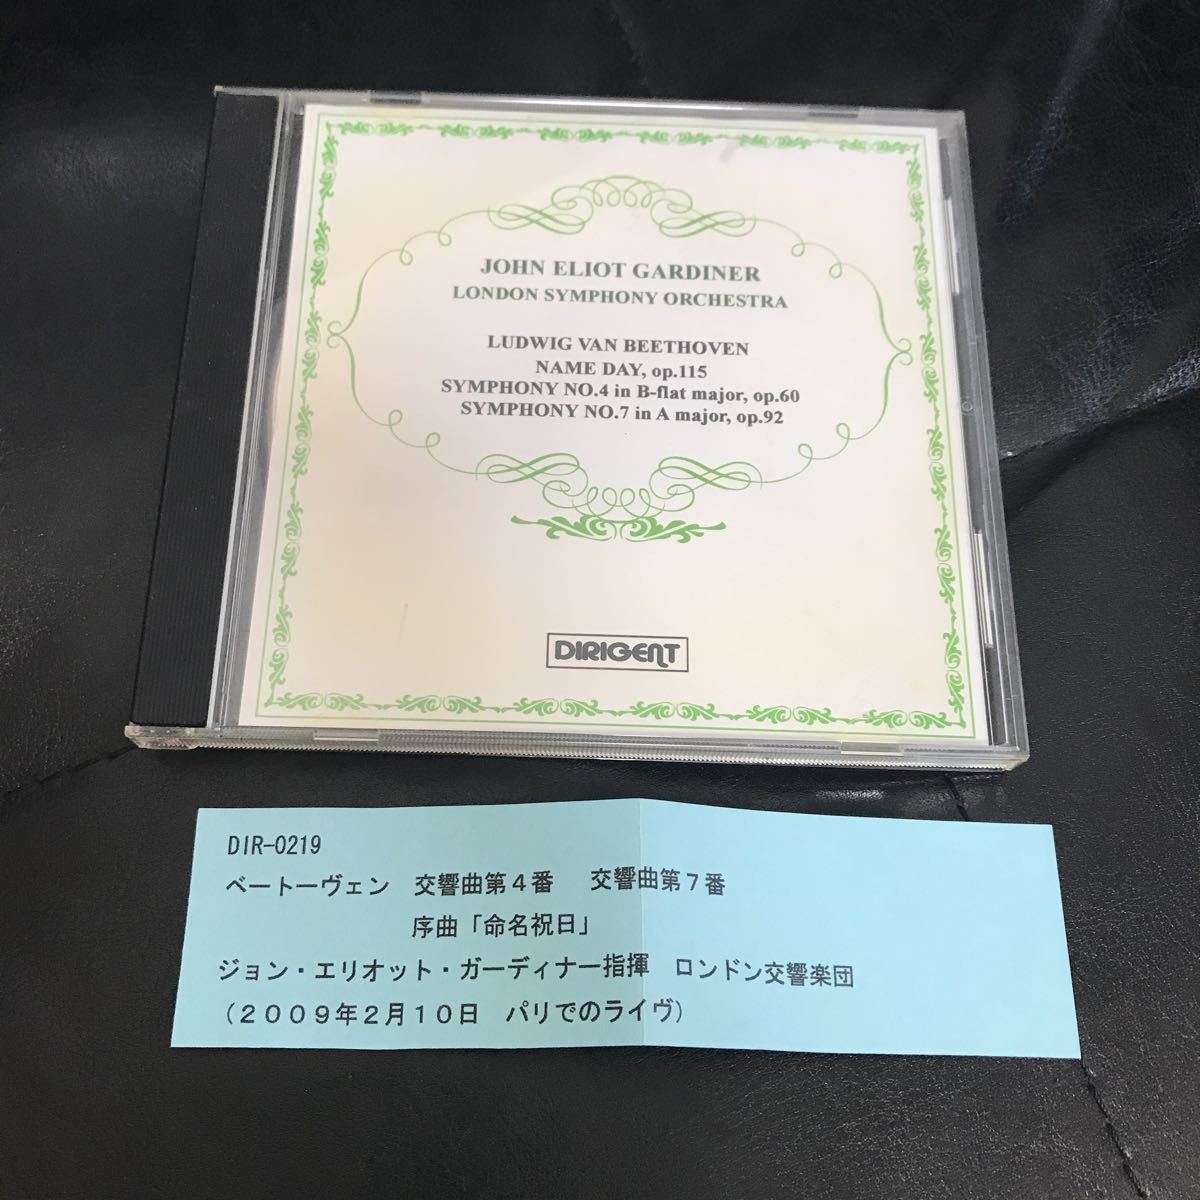 JOHN ELIOT GARDINER
LONDON SYMPHONY ORCHESTRA
LUDWIG VAN BEETHOVEN
NAME DAY, op.115
SYMPHONY NO.4 in B-flat major, op.60
SYMPHONY NO.7 in A major, op.92
DIRIGENT
DIR-0219
ベートーヴェン　交響曲第４番　交響曲第７番
序曲「命名祝日」
ジョン・エリオット・ガーディナー指揮　ロンドン交響楽団
（２００９年２月１０日　パリでのライヴ）